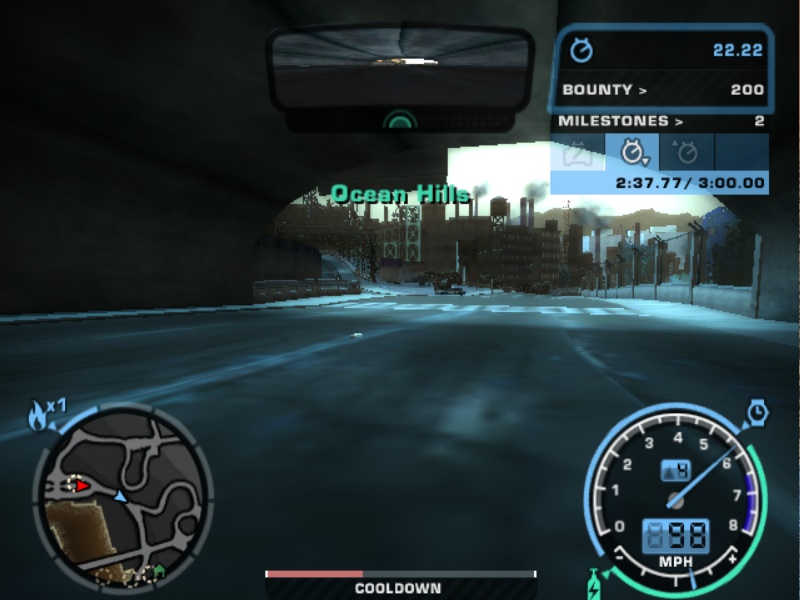 22.22
BOUNTY > 200
MILESTONES > 2
2:37.77/ 3:00.00
Ocean Hills
x1
0 1 2 3 4 5 6 7 8
4
98
MPH
COOLDOWN